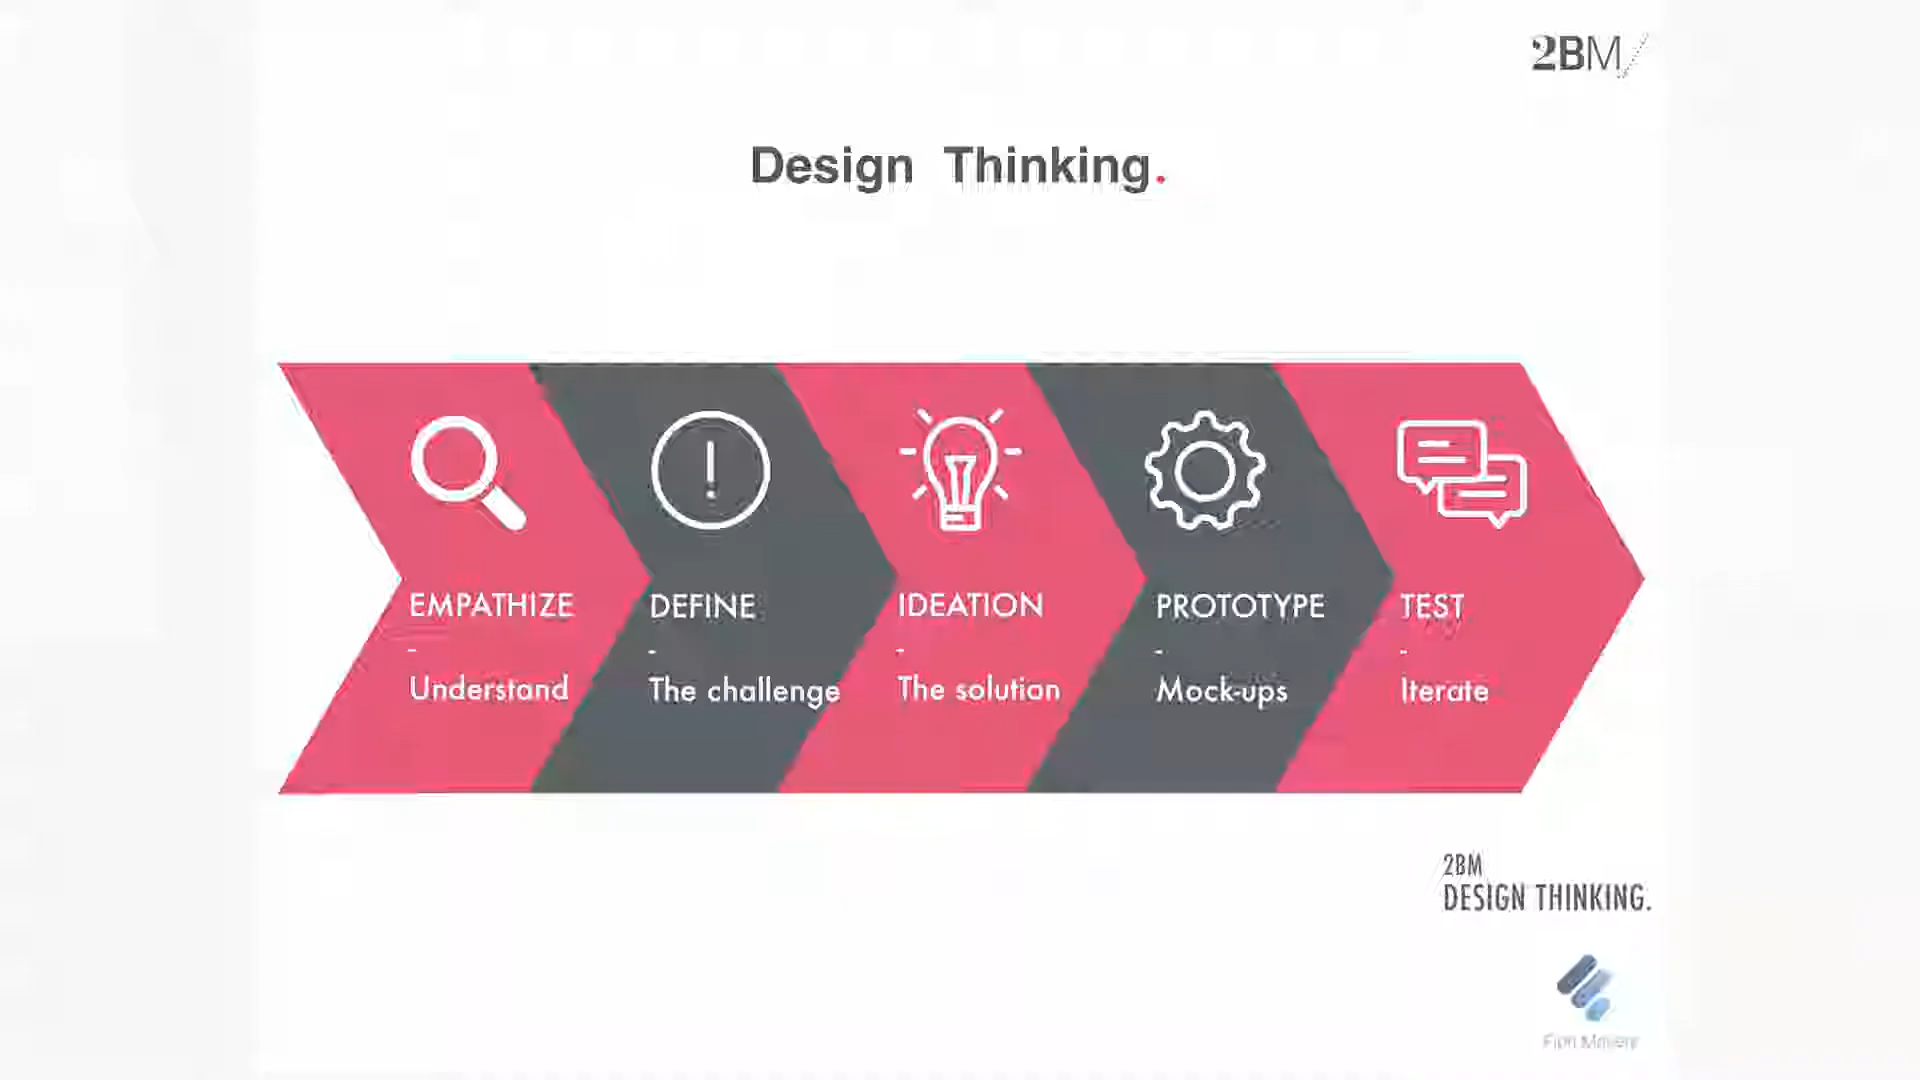 2BM/
Design Thinking.
EMPATHIZE
-
Understand
DEFINE
-
The challenge
IDEATION
-
The solution
PROTOTYPE
-
Mock-ups
TEST
-
Iterate
2BM
DESIGN THINKING.